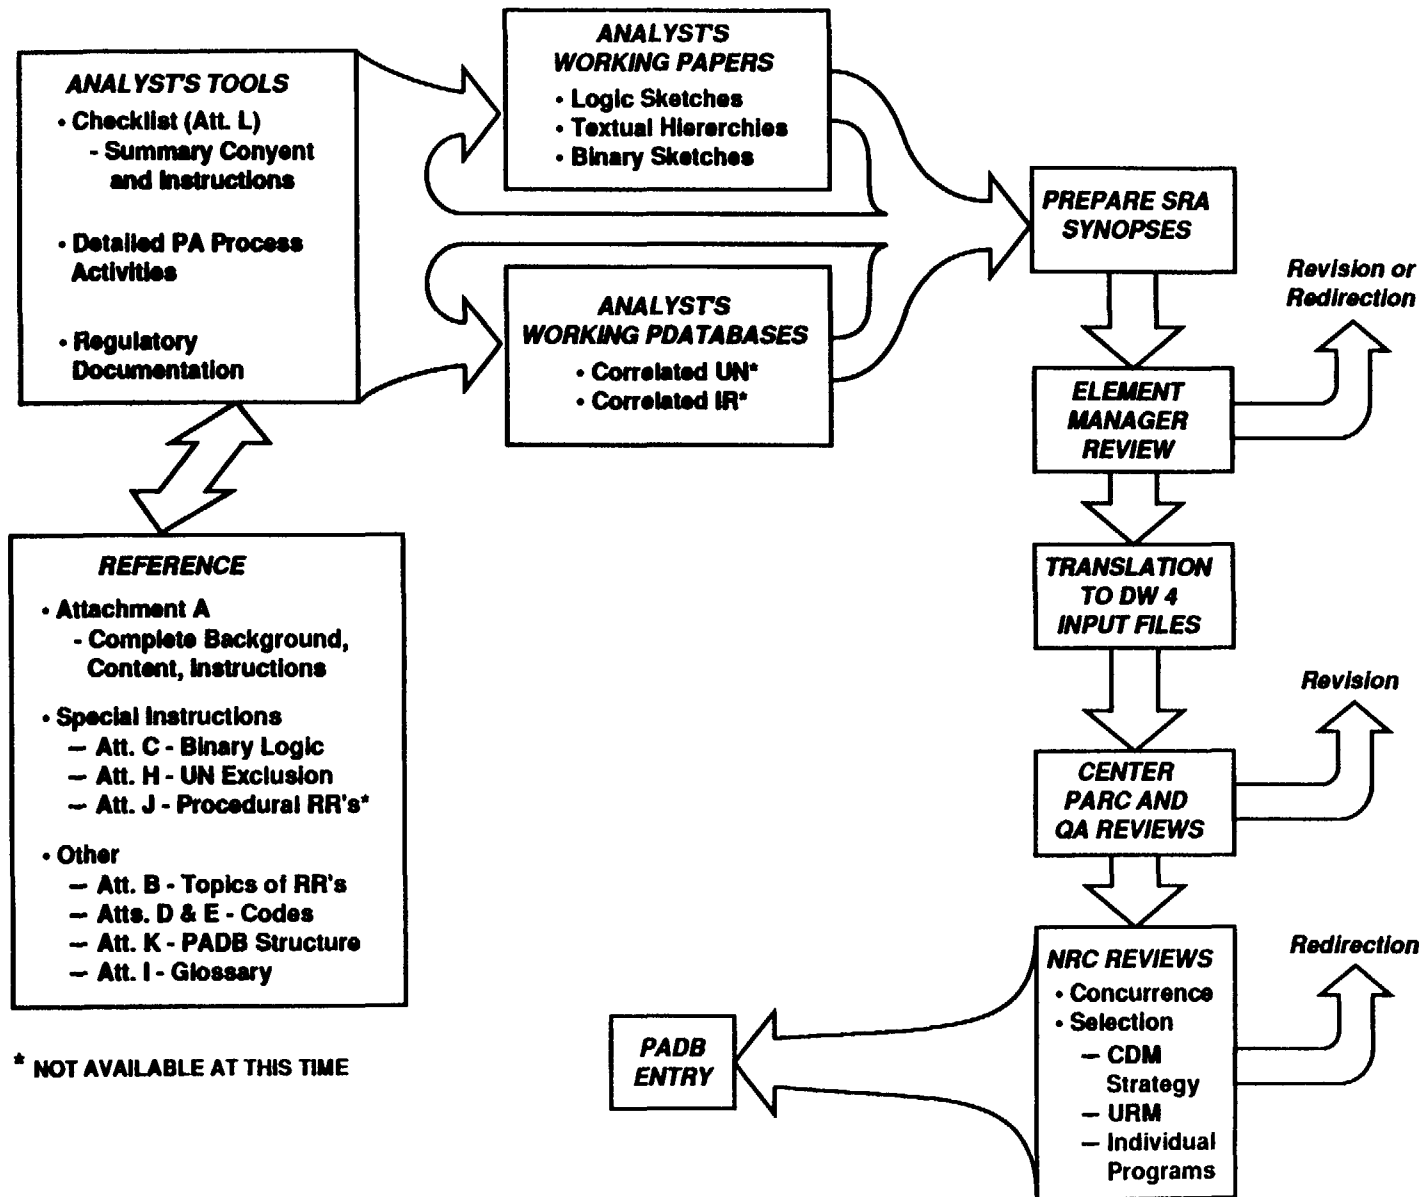 ANALYST'S TOOLS
• Checklist (Att. L)
- Summary Conyent
and Instructions
• Detailed PA Process
Activities
• Regulatory
Documentation
ANALYST'S
WORKING PAPERS
• Logic Sketches
• Textual Hiererchies
• Binary Sketches
ANALYST'S
WORKING PDATABASES
• Correlated UN*
• Correlated IR*
REFERENCE
• Attachment A
- Complete Background,
Content, Instructions
• Special Instructions
— Att. C - Binary Logic
— Att. H - UN Exclusion
— Att. J - Procedural RR's*
• Other
— Att. B - Topics of RR's
— Atts. D & E - Codes
— Att. K - PADB Structure
— Att. I - Glossary
* NOT AVAILABLE AT THIS TIME
PREPARE SRA
SYNOPSES
Revision or
Redirection
ELEMENT
MANAGER
REVIEW
TRANSLATION
TO DW 4
INPUT FILES
Revision
CENTER
PARC AND
QA REVIEWS
NRC REVIEWS
• Concurrence
• Selection
— CDM
Strategy
— URM
— Individual
Programs
Redirection
PADB
ENTRY